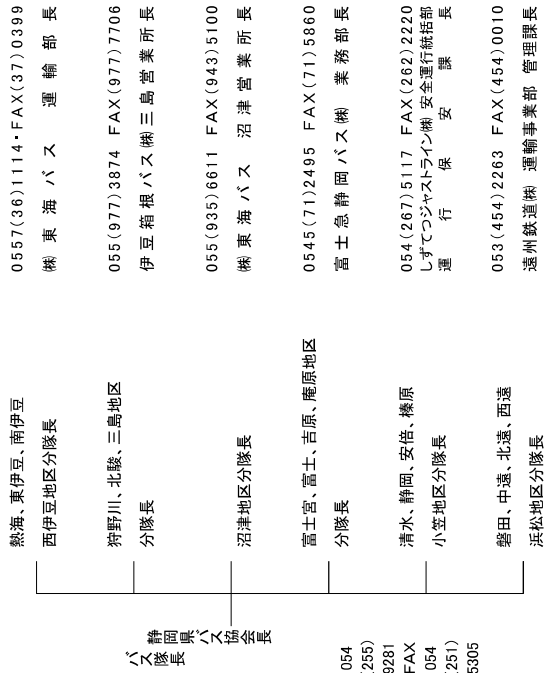 バス隊長
静岡県バス協会長
054
(255)
9281
FAX
054
(251)
5305
熱海、東伊豆、南伊豆
西伊豆地区分隊長
0557(36)1114・FAX(37)0399
㈱東海バス 運輸部長
狩野川、北駿、三島地区
分隊長
055(977)3874 FAX(977)7706
伊豆箱根バス㈱三島営業所長
沼津地区分隊長
055(935)6611 FAX(943)5100
㈱東海バス 沼津営業所長
富士宮、富士、吉原、庵原地区
分隊長
0545(71)2495 FAX(71)5860
富士急静岡バス㈱ 業務部長
清水、静岡、安倍、榛原
小笠地区分隊長
054(267)5117 FAX(262)2220
しずてつジャストライン㈱ 安全運行統括部
運行保安課長
磐田、中遠、北遠、西遠
浜松地区分隊長
053(454)2263 FAX(454)0010
遠州鉄道㈱ 運輸事業部 管理課長